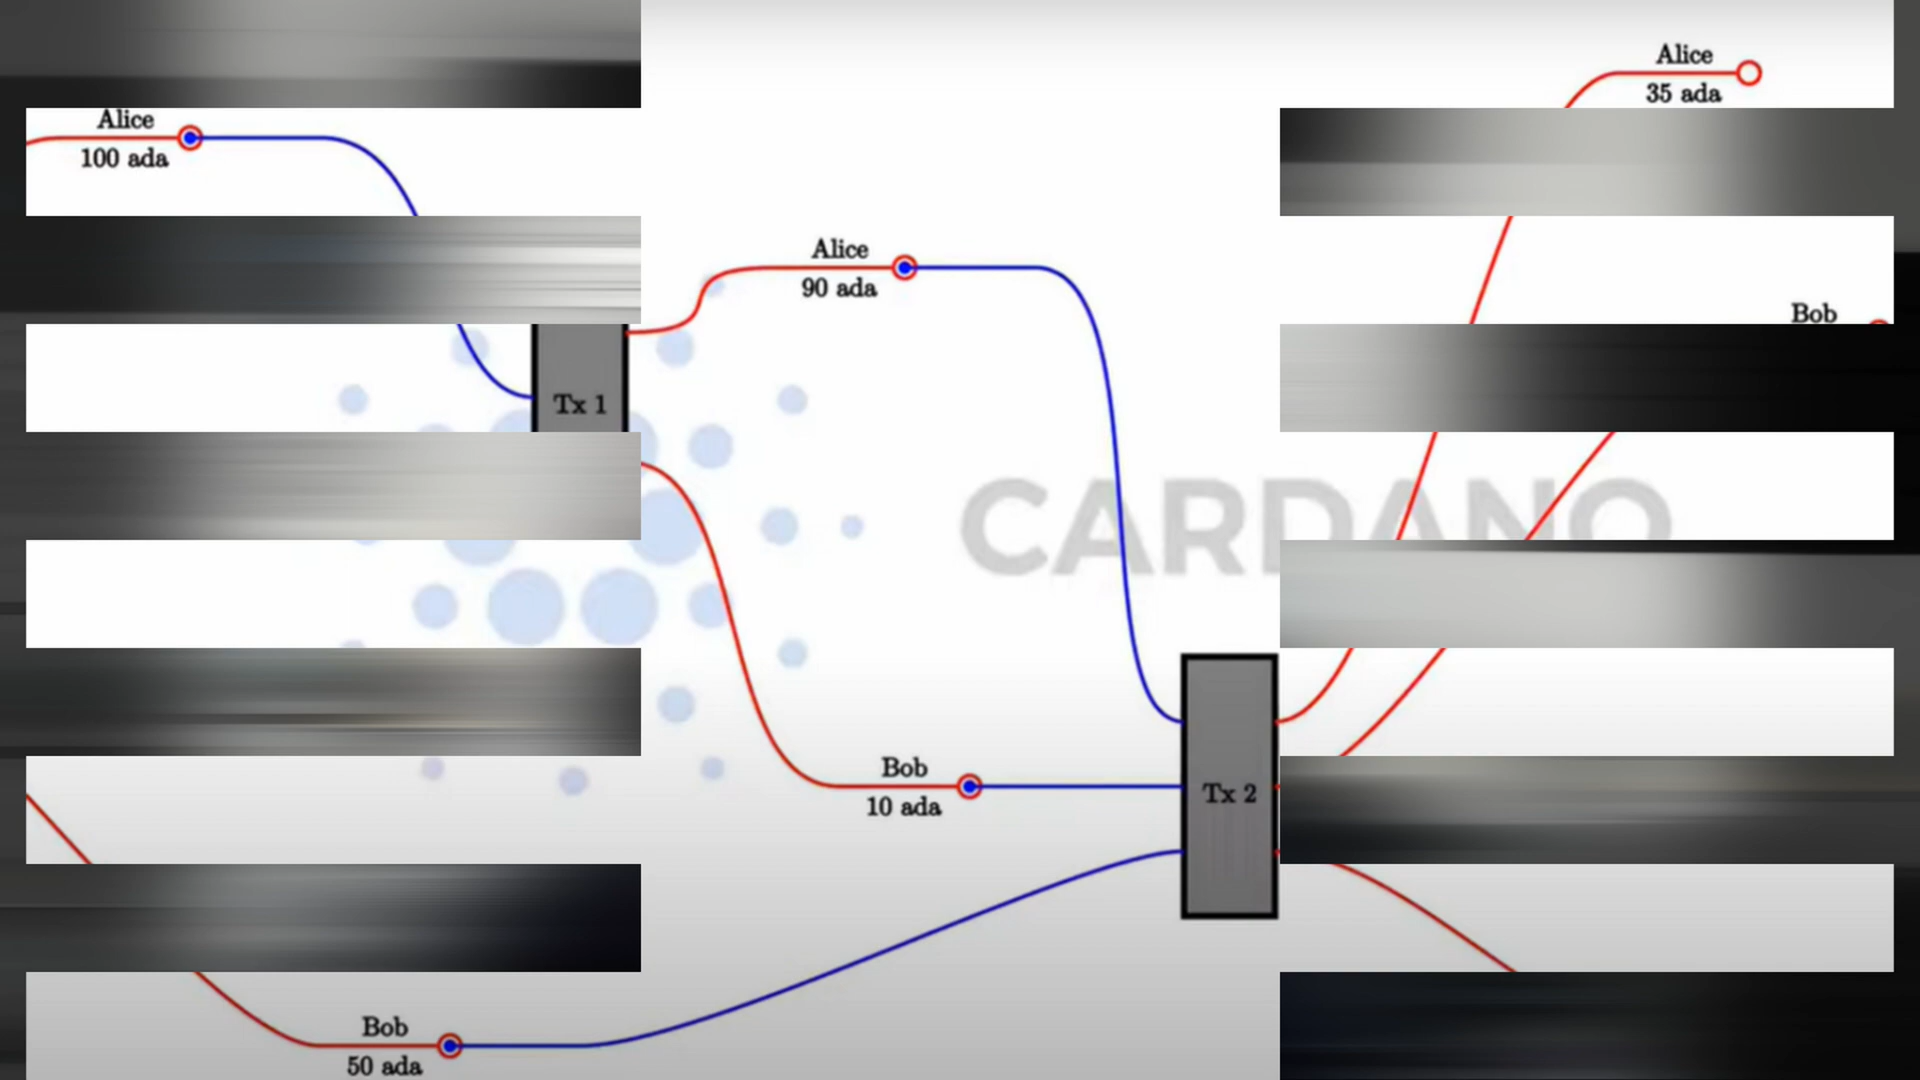 Alice
35 ada
Alice
100 ada
Alice
90 ada
Bob
Tx 1
CARDANO
Bob
10 ada
Tx 2
Bob
50 ada